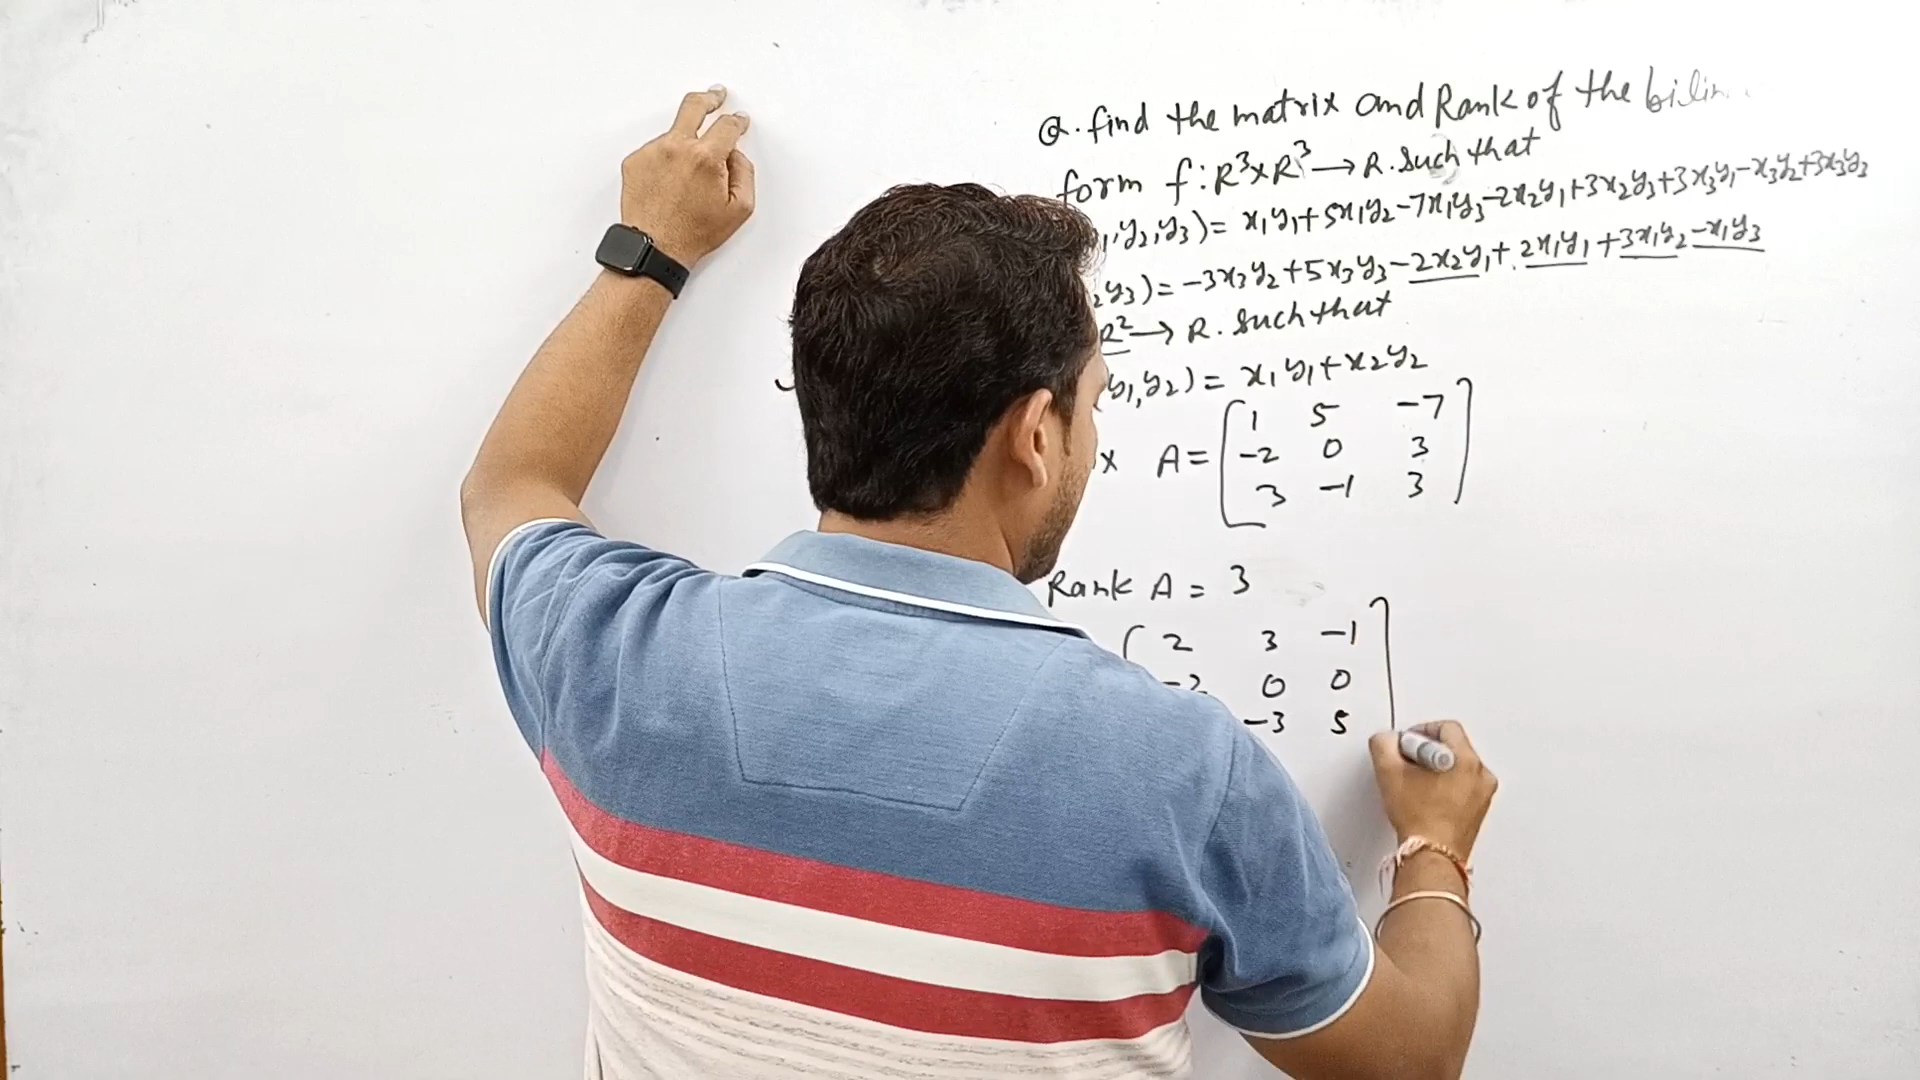 Q. find the matrix and Rank of the bilin
form f: R³xR³ → R. such that
1,y₂,y₃) = x₁y₁+5x₁y₂-7x₁y₃-2x₂y₁+3x₂y₃+3x₃y₁-x₃y₂+3x₃y₃
₂y₃) = -3x₃y₂+5x₃y₃-2x₂y₁+2x₁y₁+3x₁y₂-x₁y₃
R² → R. such that
y₁,y₂) = x₁y₁+x₂y₂
x A= [1 5 -7
-2 0 3
3 -1 3]
Rank A = 3
[2 3 -1
-2 0 0
-3 5]